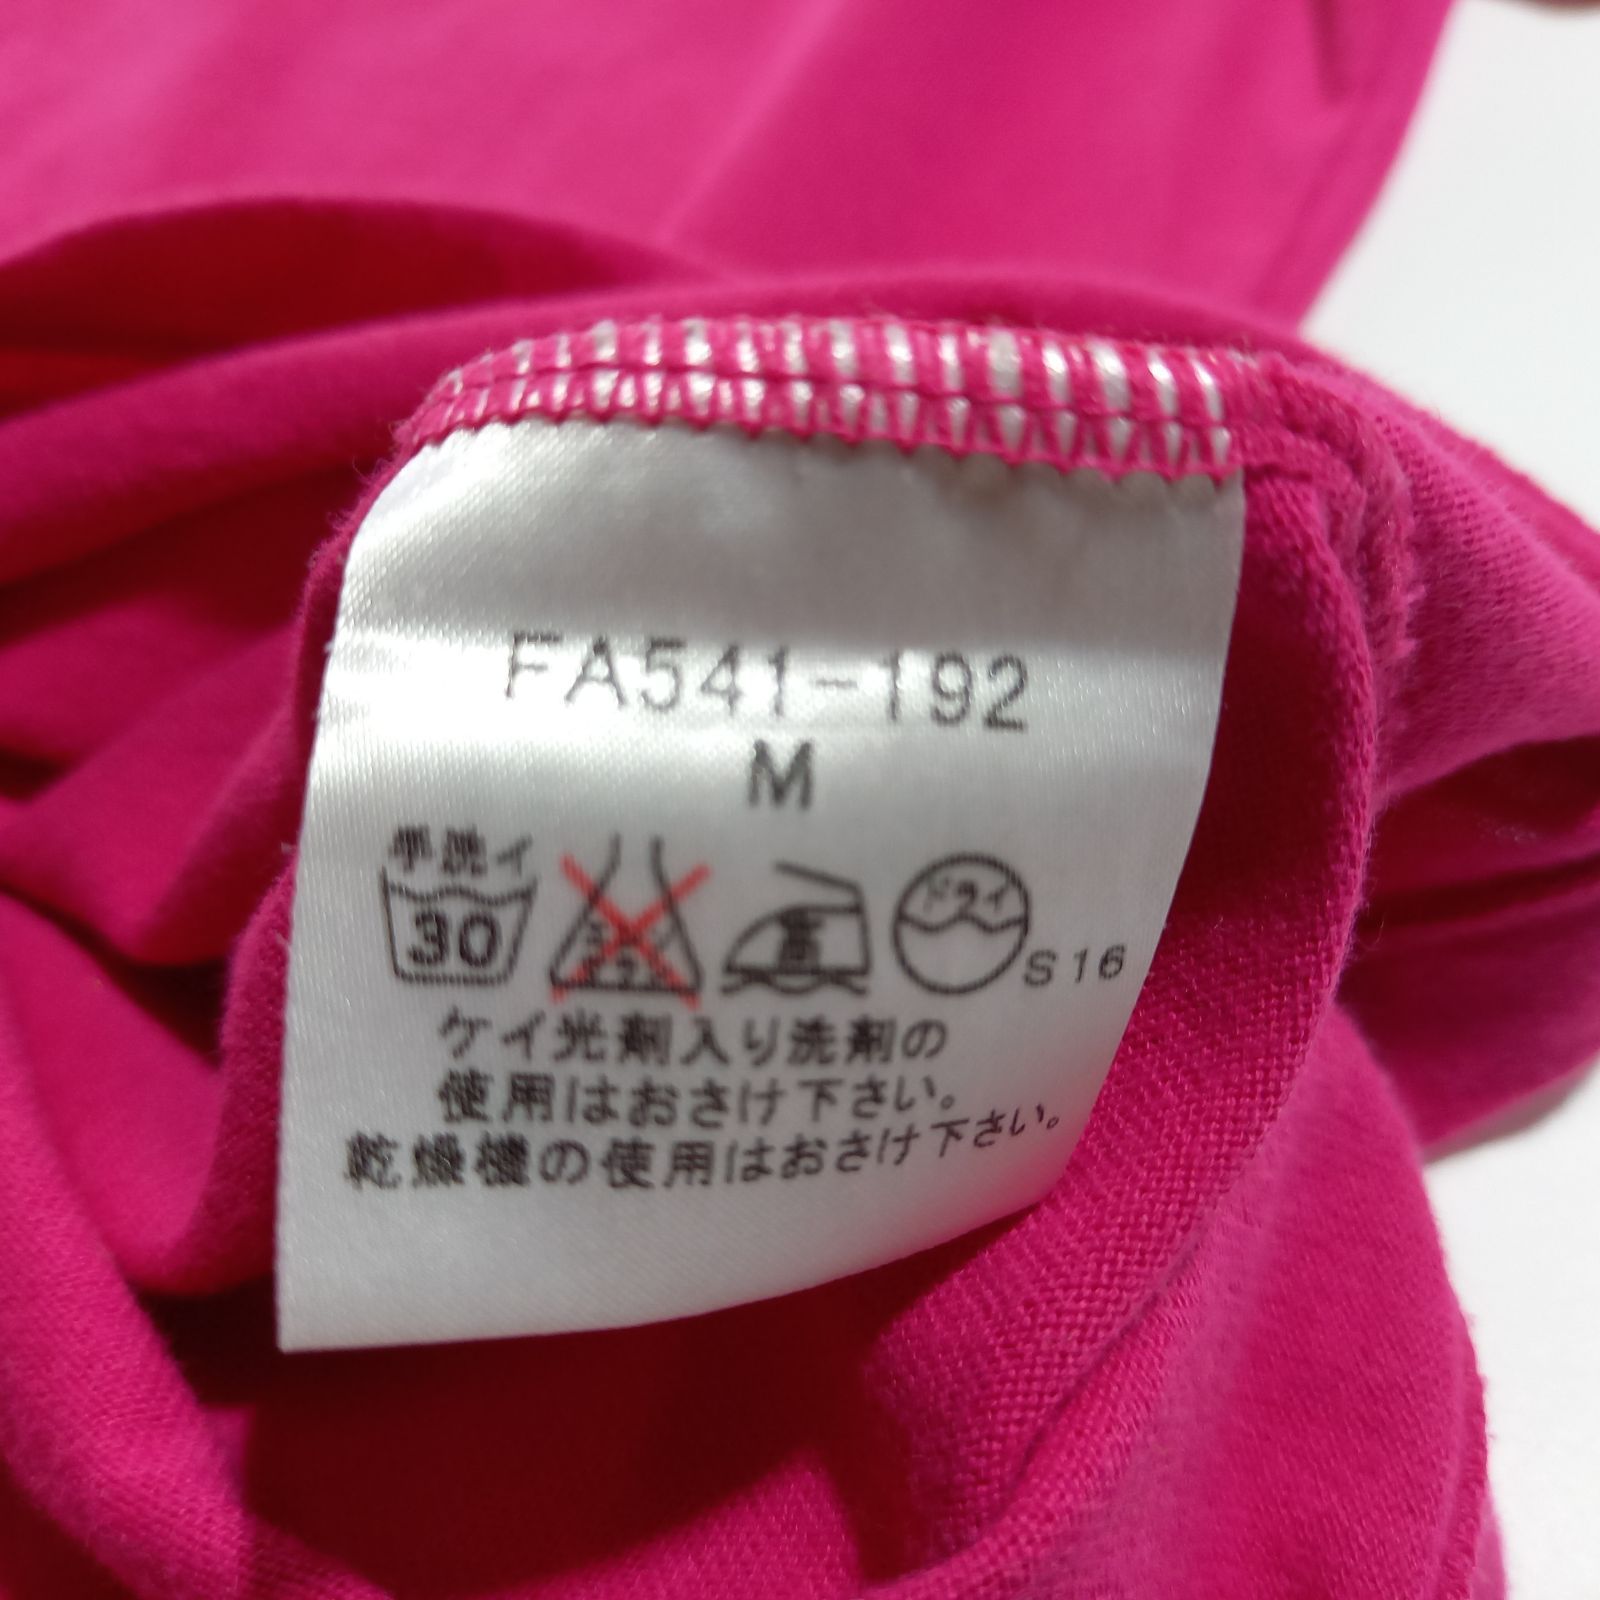 FA541-192
M
手洗イ
30 高 ドライ S16
ケイ光剤入り洗剤の
使用はおさけ下さい。
乾燥機の使用はおさけ下さい。